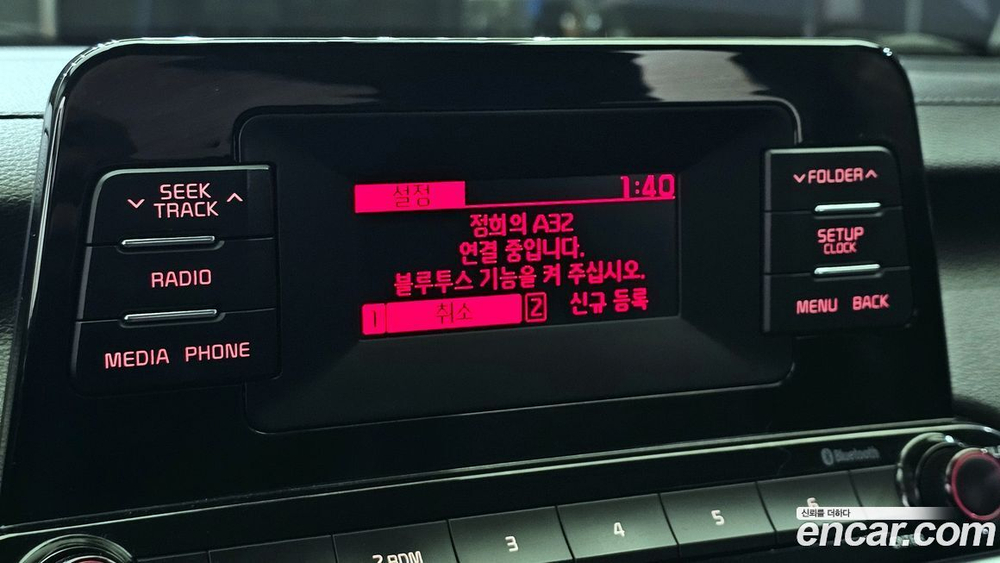 SEEK
TRACK
RADIO
MEDIA PHONE
설정 1:40
정희의 A32
연결 중입니다.
블루투스 기능을 켜 주십시오.
1 취소 2 신규 등록
FOLDER
SETUP
CLOCK
MENU BACK
Bluetooth
3
4
5
6
신뢰를 더하다
encar.com